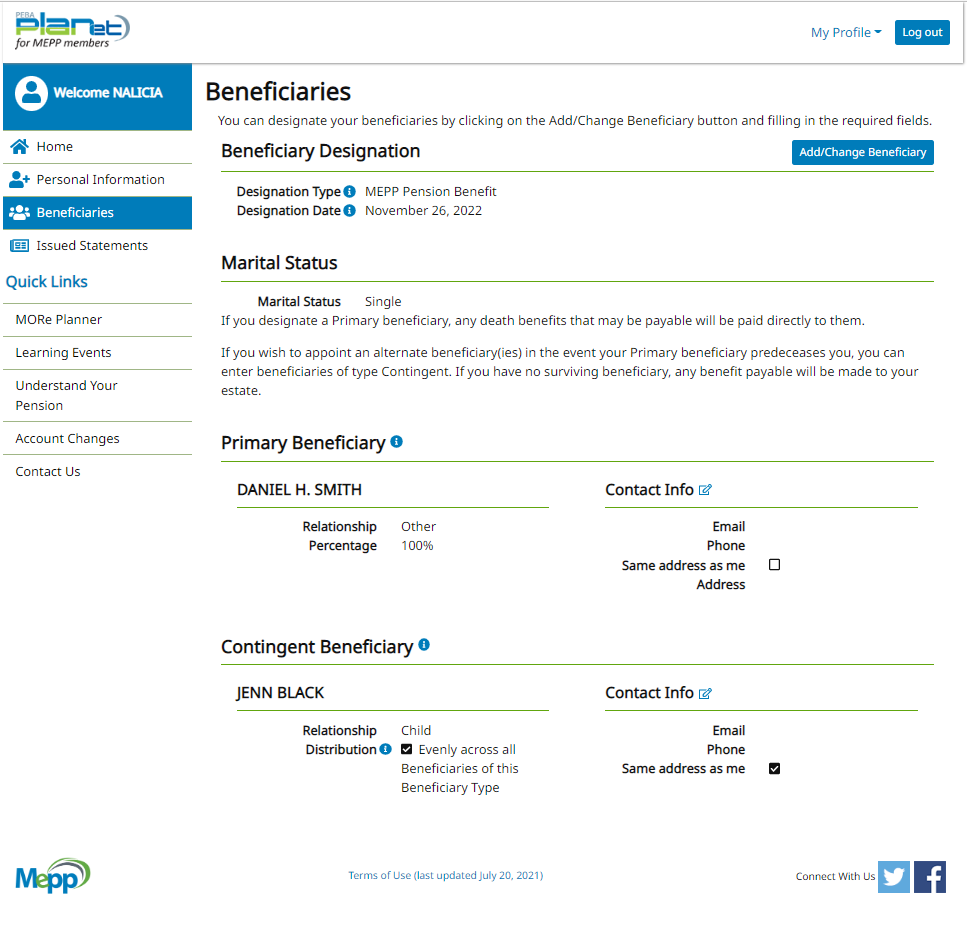 PEBA
planet
for MEPP members
My Profile
Log out
Welcome NALICIA
Home
Personal Information
Beneficiaries
Issued Statements
Quick Links
MORe Planner
Learning Events
Understand Your
Pension
Account Changes
Contact Us
Beneficiaries
You can designate your beneficiaries by clicking on the Add/Change Beneficiary button and filling in the required fields.
Beneficiary Designation
Add/Change Beneficiary
Designation Type MEPP Pension Benefit
Designation Date November 26, 2022
Marital Status
Marital Status Single
If you designate a Primary beneficiary, any death benefits that may be payable will be paid directly to them.
If you wish to appoint an alternate beneficiary(ies) in the event your Primary beneficiary predeceases you, you can
enter beneficiaries of type Contingent. If you have no surviving beneficiary, any benefit payable will be made to your
estate.
Primary Beneficiary
DANIEL H. SMITH
Relationship Other
Percentage 100%
Contact Info
Email
Phone
Same address as me
Address
Contingent Beneficiary
JENN BLACK
Relationship Child
Distribution Evenly across all
Beneficiaries of this
Beneficiary Type
Contact Info
Email
Phone
Same address as me
Mepp
Terms of Use (last updated July 20, 2021)
Connect With Us